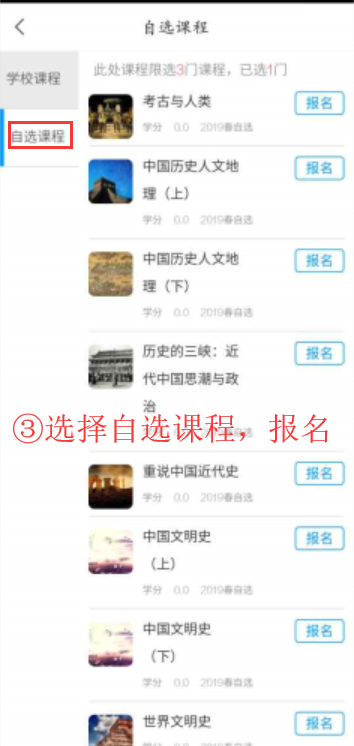 自选课程
学校课程
自选课程
此处课程限选3门课程，已选1门
考古与人类
报名
学分 0.0 2019春自选
中国历史人文地
理（上）
报名
学分 0.0 2019春自选
中国历史人文地
理（下）
报名
学分 0.0 2019春自选
历史的三峡：近
代中国思潮与政
治
报名
③选择自选课程，报名
重说中国近代史
报名
学分 0.0 2019春自选
中国文明史
（上）
报名
学分 0.0 2019春自选
中国文明史
（下）
报名
学分 0.0 2019春自选
世界文明史
报名